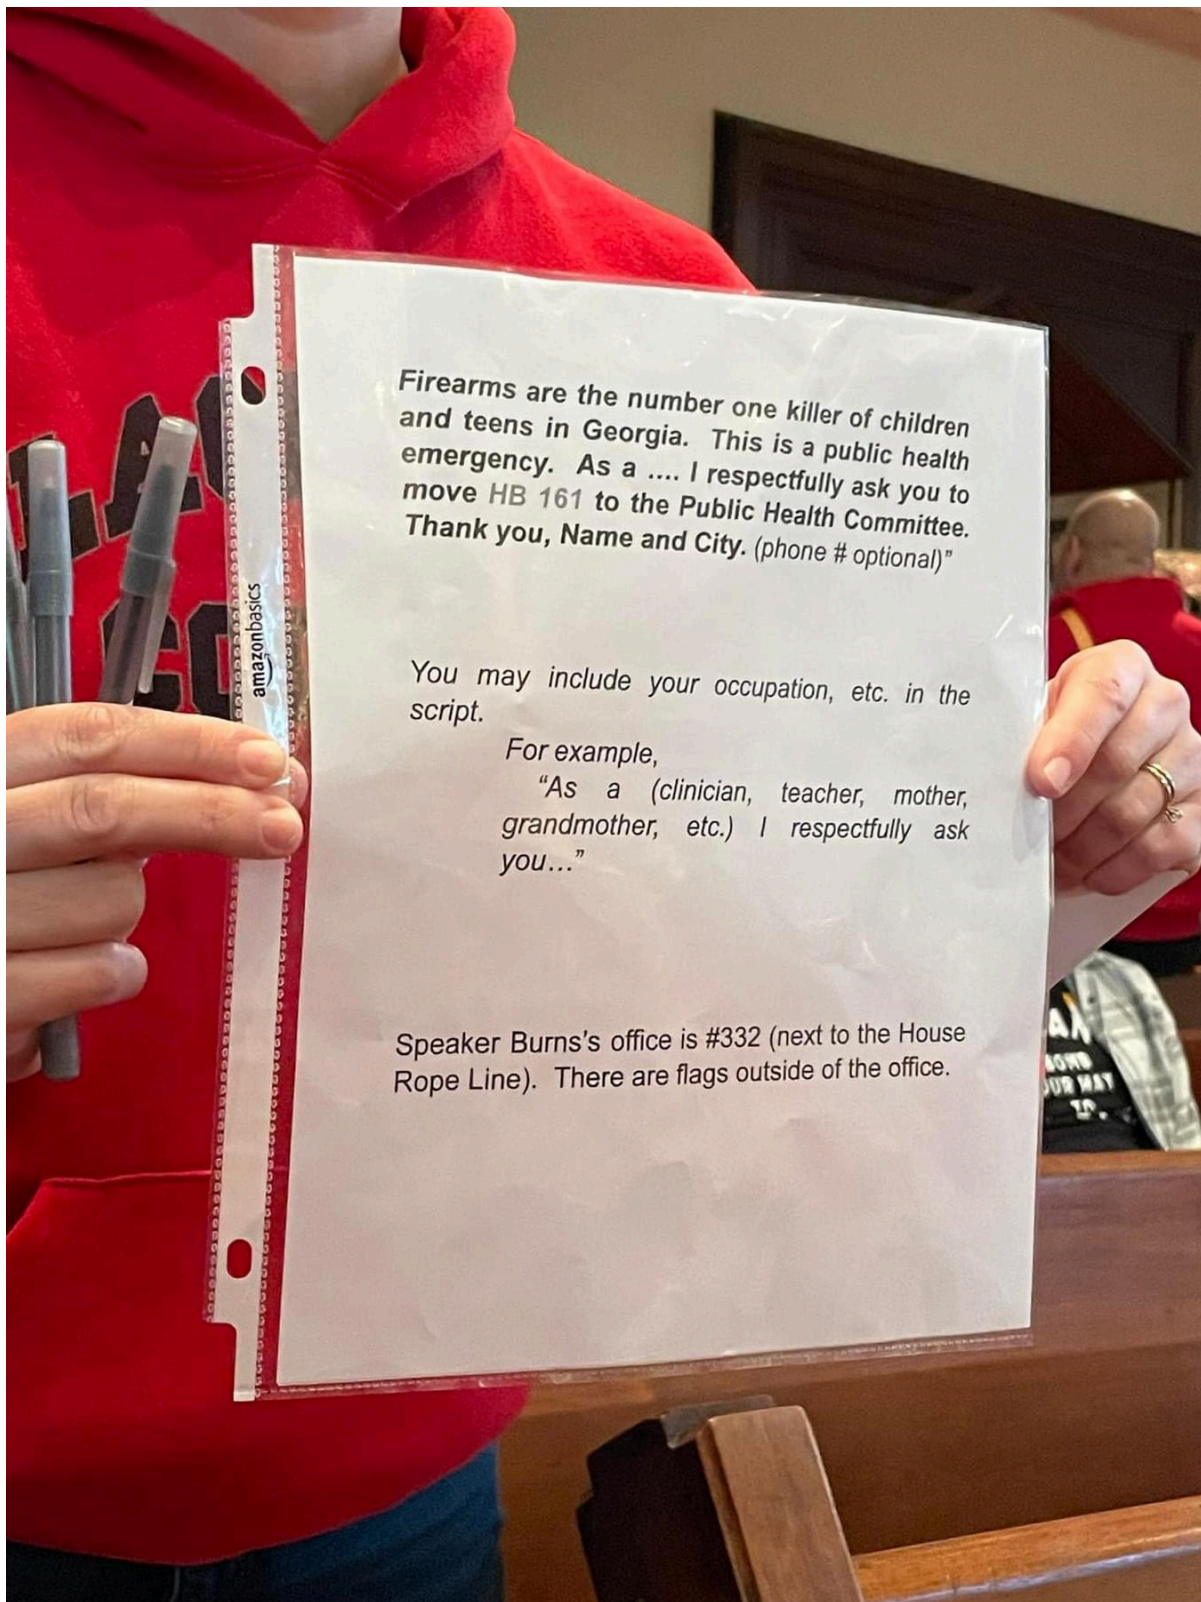 Firearms are the number one killer of children
and teens in Georgia. This is a public health
emergency. As a .... I respectfully ask you to
move HB 161 to the Public Health Committee.
Thank you, Name and City. (phone # optional)"
You may include your occupation, etc. in the
script.
For example,
"As a (clinician, teacher, mother,
grandmother, etc.) I respectfully ask
you..."
Speaker Burns's office is #332 (next to the House
Rope Line). There are flags outside of the office.
amazonbasics